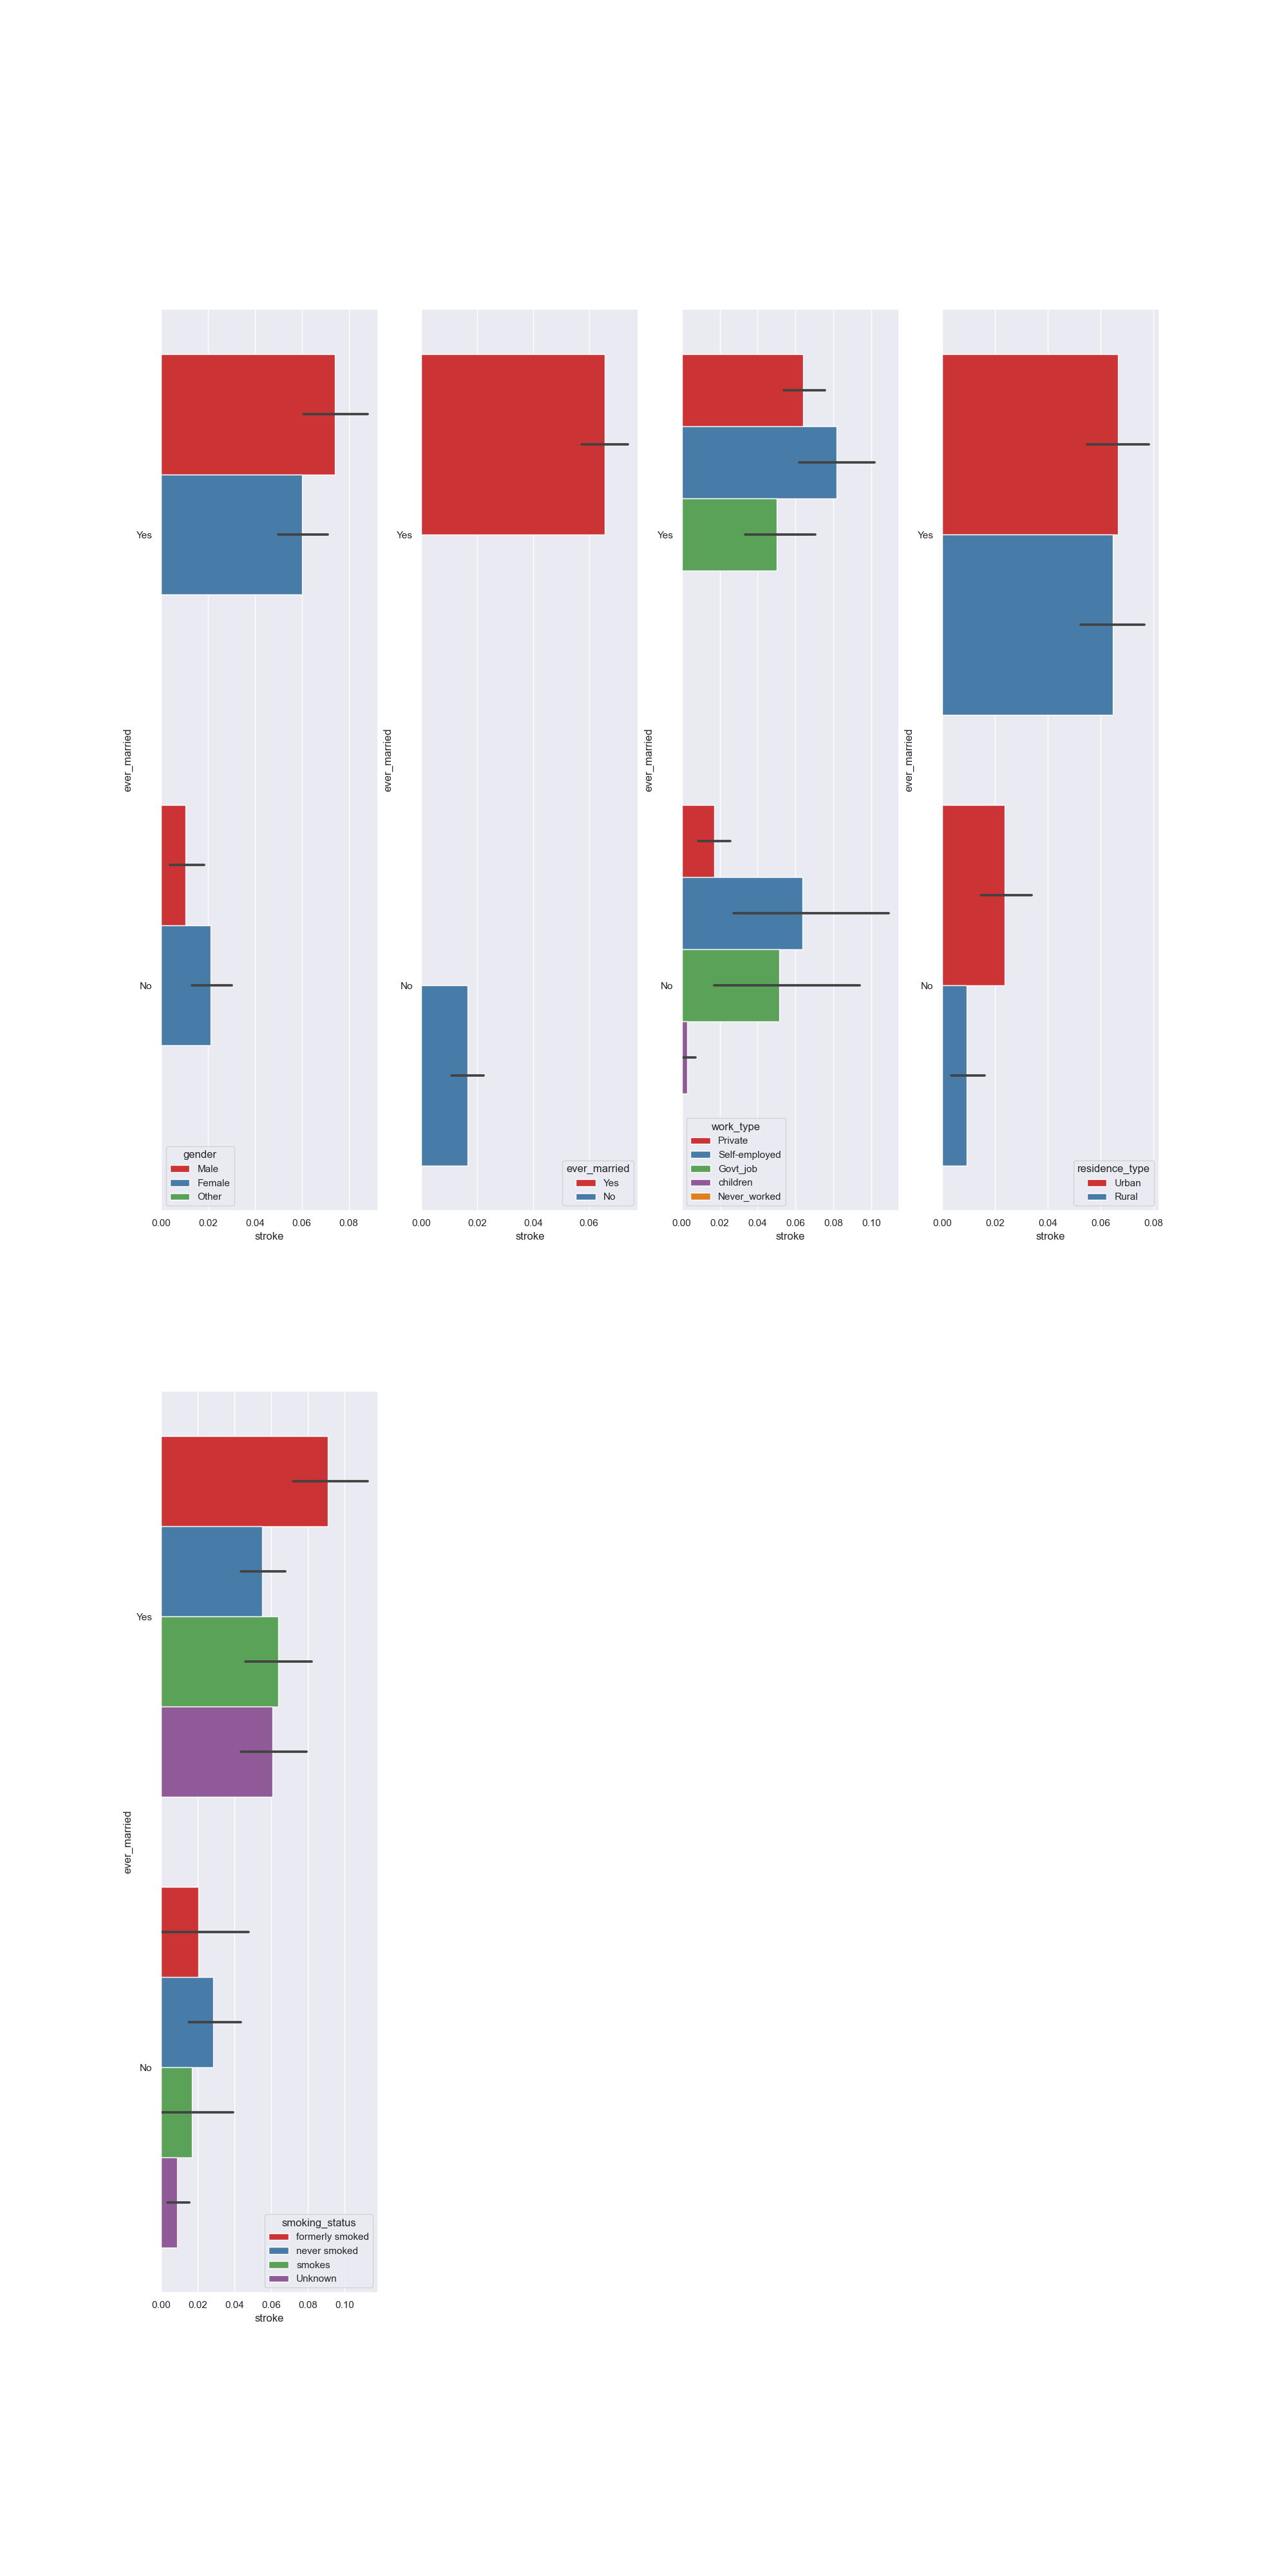 ever_married
Yes
No
gender
Male
Female
Other
0.00 0.02 0.04 0.06 0.08
stroke
ever_married
Yes
No
ever_married
Yes
No
0.00 0.02 0.04 0.06
stroke
ever_married
Yes
No
work_type
Private
Self-employed
Govt_job
children
Never_worked
0.00 0.02 0.04 0.06 0.08 0.10
stroke
ever_married
Yes
No
residence_type
Urban
Rural
0.00 0.02 0.04 0.06 0.08
stroke
ever_married
Yes
No
smoking_status
formerly smoked
never smoked
smokes
Unknown
0.00 0.02 0.04 0.06 0.08 0.10
stroke